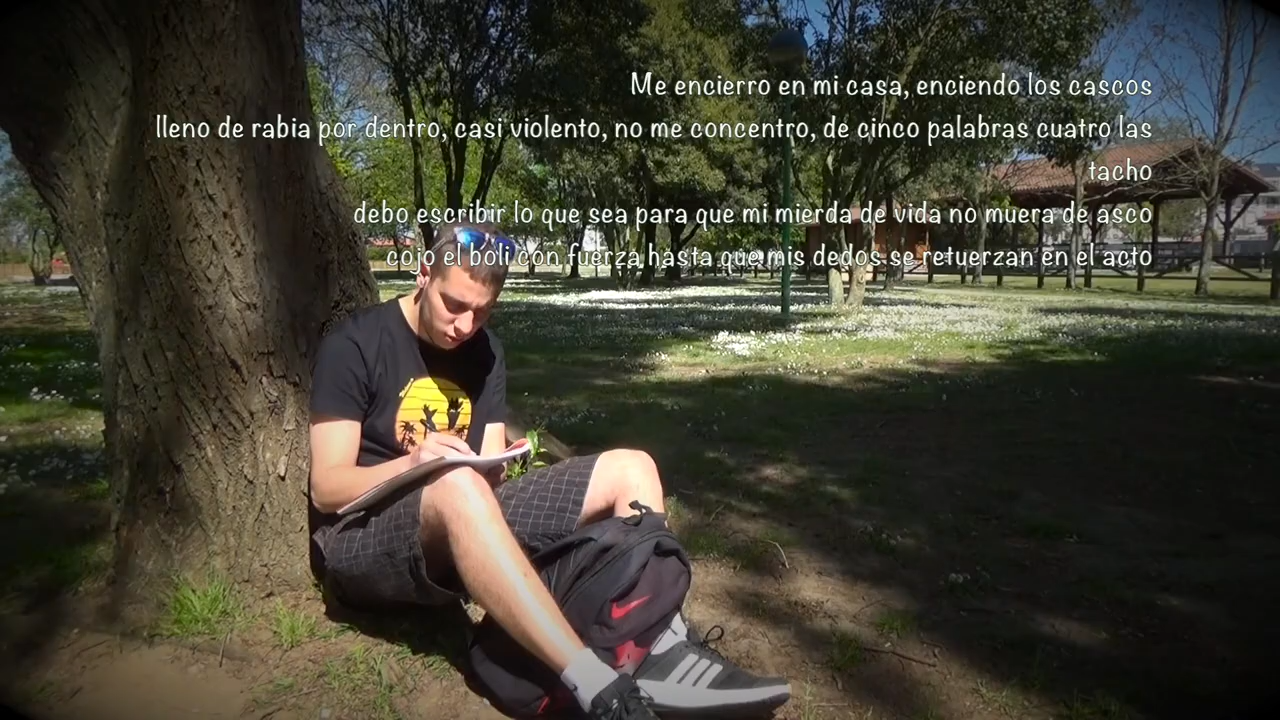 Me encierro en mi casa, enciendo los cascos
lleno de rabia por dentro, casi violento, no me concentro, de cinco palabras cuatro las
tacho
debo escribir lo que sea para que mi mierda de vida no muera de asco
cojo el boli con fuerza hasta que mis dedos se retuerzan en el acto